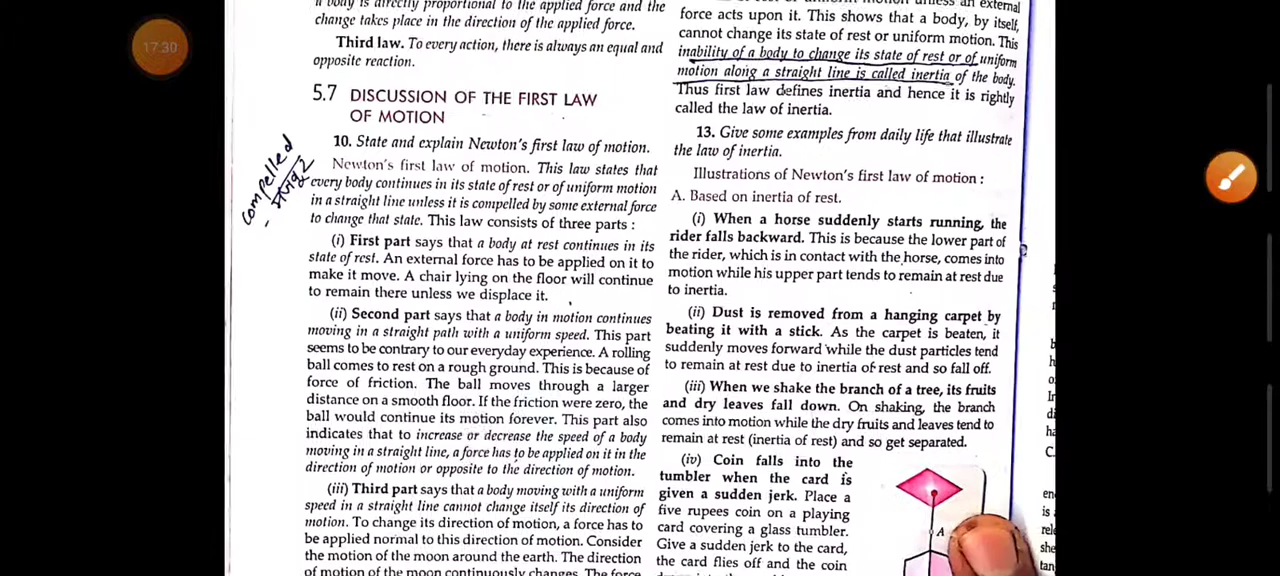 17.30
change takes place in the direction of the applied force.
Third law. To every action, there is always an equal and
opposite reaction.
5.7 DISCUSSION OF THE FIRST LAW
OF MOTION
compelled
10. State and explain Newton's first law of motion.
Newton's first law of motion. This law states that
every body continues in its state of rest or of uniform motion
in a straight line unless it is compelled by some external force
to change that state. This law consists of three parts :
(i) First part says that a body at rest continues in its
state of rest. An external force has to be applied on it to
make it move. A chair lying on the floor will continue
to remain there unless we displace it.
(ii) Second part says that a body in motion continues
moving in a straight path with a uniform speed. This part
seems to be contrary to our everyday experience. A rolling
ball comes to rest on a rough ground. This is because of
force of friction. The ball moves through a larger
distance on a smooth floor. If the friction were zero, the
ball would continue its motion forever. This part also
indicates that to increase or decrease the speed of a body
moving in a straight line, a force has to be applied on it in the
direction of motion or opposite to the direction of motion.
(iii) Third part says that a body moving with a uniform
speed in a straight line cannot change itself its direction of
motion. To change its direction of motion, a force has to
be applied normal to this direction of motion. Consider
the motion of the moon around the earth. The direction
of motion of the moon continuously changes. The force
force acts upon it. This shows that a body, by itself,
cannot change its state of rest or uniform motion. This
inability of a body to change its state of rest or of uniform
motion along a straight line is called inertia of the body.
Thus first law defines inertia and hence it is rightly
called the law of inertia.
13. Give some examples from daily life that illustrate
the law of inertia.
Illustrations of Newton's first law of motion :
A. Based on inertia of rest.
(i) When a horse suddenly starts running, the
rider falls backward. This is because the lower part of
the rider, which is in contact with the horse, comes into
motion while his upper part tends to remain at rest due
to inertia.
(ii) Dust is removed from a hanging carpet by
beating it with a stick. As the carpet is beaten, it
suddenly moves forward while the dust particles tend
to remain at rest due to inertia of rest and so fall off.
(iii) When we shake the branch of a tree, its fruits
and dry leaves fall down. On shaking, the branch
comes into motion while the dry fruits and leaves tend to
remain at rest (inertia of rest) and so get separated.
(iv) Coin falls into the
tumbler when the card is
given a sudden jerk. Place a
five rupees coin on a playing
card covering a glass tumbler.
Give a sudden jerk to the card,
the card flies off and the coin
A